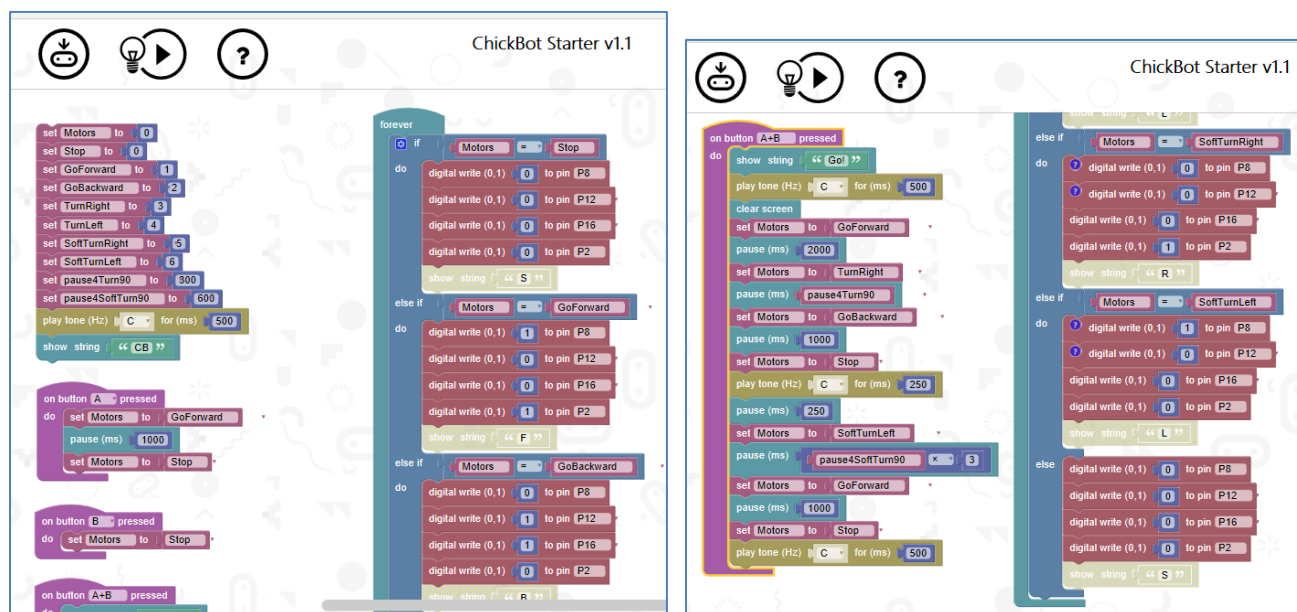 ChickBot Starter v1.1
?
set Motors to 0
set Stop to 0
set GoForward to 1
set GoBackward to 2
set TurnRight to 3
set TurnLeft to 4
set SoftTurnRight to 5
set SoftTurnLeft to 6
set pause4Turn90 to 800
set pause4SoftTurn90 to 600
play tone (Hz) C for (ms) 500
show string “ CB ”
on button A pressed
do set Motors to GoForward
pause (ms) 1000
set Motors to Stop
on button B pressed
do set Motors to Stop
on button A+B pressed
do
forever
if Motors = Stop
do digital write (0,1) 0 to pin P8
digital write (0,1) 0 to pin P12
digital write (0,1) 0 to pin P16
digital write (0,1) 0 to pin P2
show string “ S ”
else if Motors = GoForward
do digital write (0,1) 1 to pin P8
digital write (0,1) 0 to pin P12
digital write (0,1) 0 to pin P16
digital write (0,1) 1 to pin P2
show string “ F ”
else if Motors = GoBackward
do digital write (0,1) 0 to pin P8
digital write (0,1) 1 to pin P12
digital write (0,1) 1 to pin P16
digital write (0,1) 0 to pin P2
show string “ B ”
ChickBot Starter v1.1
?
on button A+B pressed
do show string “ Go! ”
play tone (Hz) C for (ms) 500
clear screen
set Motors to GoForward
pause (ms) 2000
set Motors to TurnRight
pause (ms) pause4Turn90
set Motors to GoBackward
pause (ms) 1000
set Motors to Stop
play tone (Hz) C for (ms) 250
pause (ms) 250
set Motors to SoftTurnLeft
pause (ms) pause4SoftTurn90 × 3
set Motors to GoForward
pause (ms) 1000
set Motors to Stop
play tone (Hz) C for (ms) 500
show string “ L ”
else if Motors = SoftTurnRight
do ? digital write (0,1) 0 to pin P8
? digital write (0,1) 0 to pin P12
digital write (0,1) 0 to pin P16
digital write (0,1) 1 to pin P2
show string “ R ”
else if Motors = SoftTurnLeft
do ? digital write (0,1) 1 to pin P8
? digital write (0,1) 0 to pin P12
digital write (0,1) 0 to pin P16
digital write (0,1) 0 to pin P2
show string “ L ”
else digital write (0,1) 0 to pin P8
digital write (0,1) 0 to pin P12
digital write (0,1) 0 to pin P16
digital write (0,1) 0 to pin P2
show string “ S ”